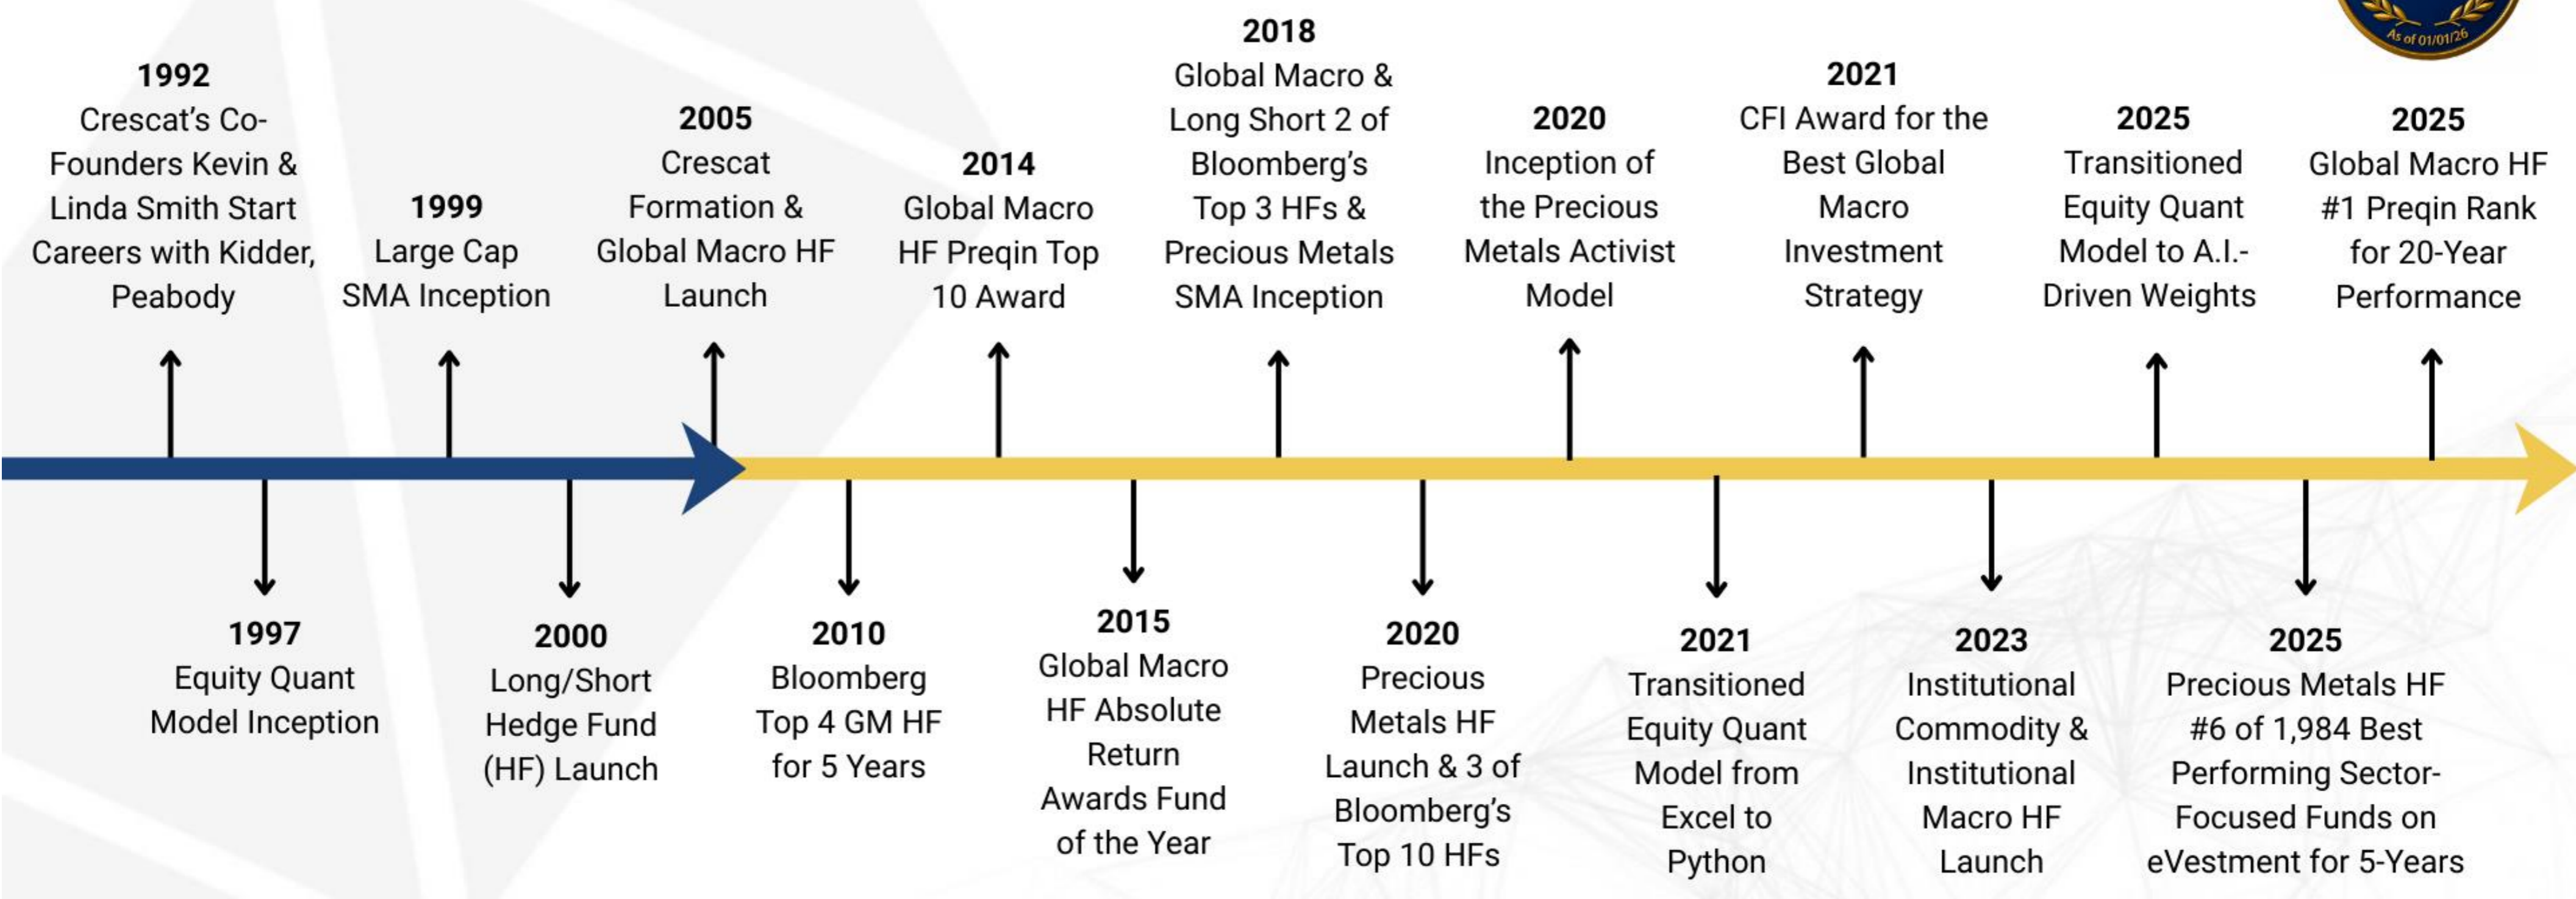 As of 01/01/26
1992
Crescat's Co-
Founders Kevin &
Linda Smith Start
Careers with Kidder,
Peabody
1999
Large Cap
SMA Inception
2005
Crescat
Formation &
Global Macro HF
Launch
2014
Global Macro
HF Preqin Top
10 Award
2018
Global Macro &
Long Short 2 of
Bloomberg's
Top 3 HFs &
Precious Metals
SMA Inception
2020
Inception of
the Precious
Metals Activist
Model
2021
CFI Award for the
Best Global
Macro
Investment
Strategy
2025
Transitioned
Equity Quant
Model to A.I.-
Driven Weights
2025
Global Macro HF
#1 Preqin Rank
for 20-Year
Performance
1997
Equity Quant
Model Inception
2000
Long/Short
Hedge Fund
(HF) Launch
2010
Bloomberg
Top 4 GM HF
for 5 Years
2015
Global Macro
HF Absolute
Return
Awards Fund
of the Year
2020
Precious
Metals HF
Launch & 3 of
Bloomberg's
Top 10 HFs
2021
Transitioned
Equity Quant
Model from
Excel to
Python
2023
Institutional
Commodity &
Institutional
Macro HF
Launch
2025
Precious Metals HF
#6 of 1,984 Best
Performing Sector-
Focused Funds on
eVestment for 5-Years